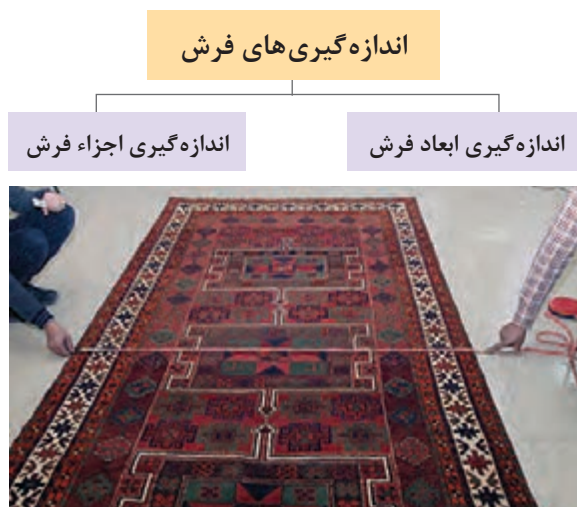 اندازه‌گیری‌های فرش
اندازه‌گیری ابعاد فرش
اندازه‌گیری اجزاء فرش